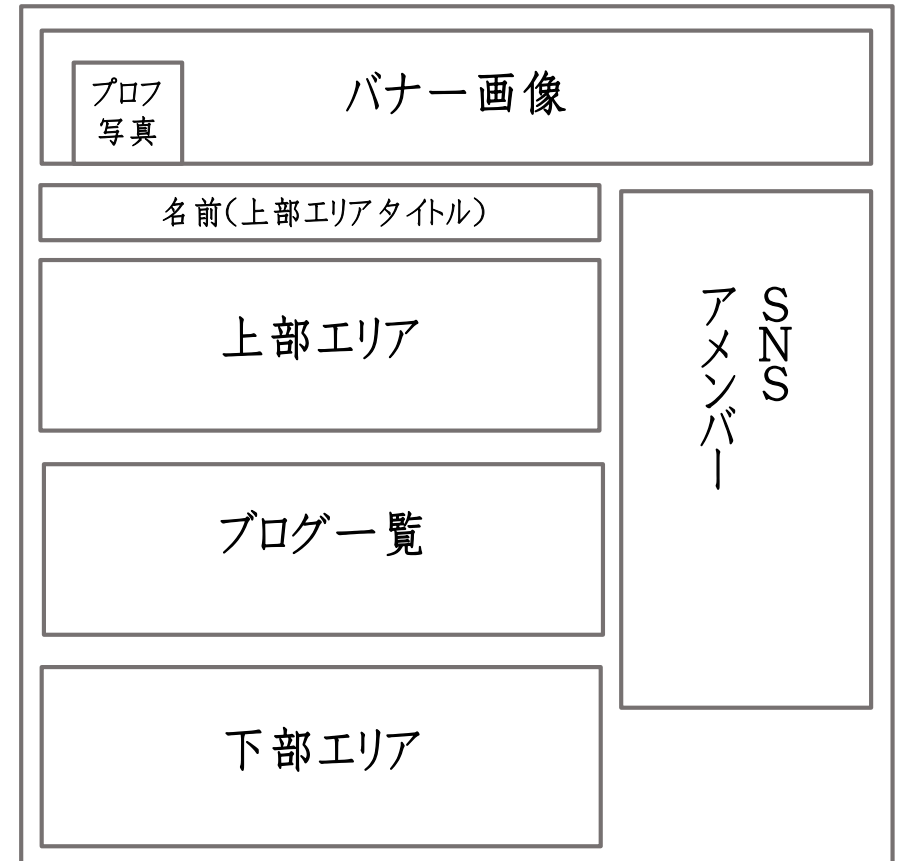 プロフ
写真
バナー画像
名前(上部エリアタイトル)
上部エリア
SNS
アメンバー
ブログ一覧
下部エリア